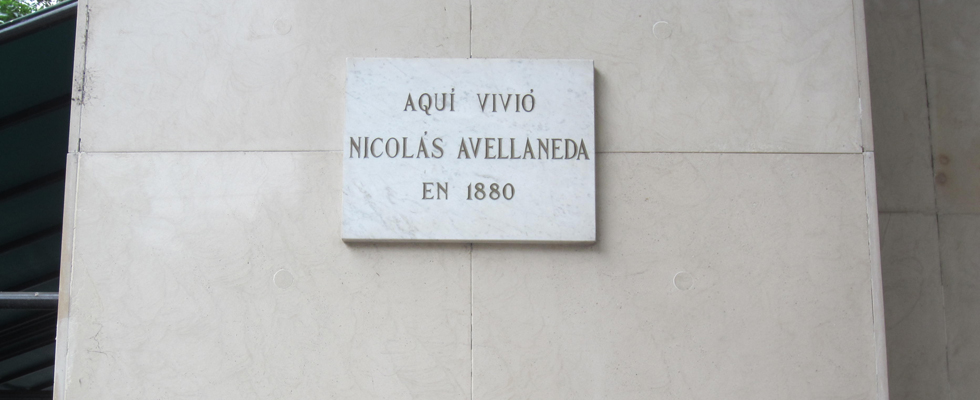 AQUÍ VIVIÓ
NICOLÁS AVELLANEDA
EN 1880